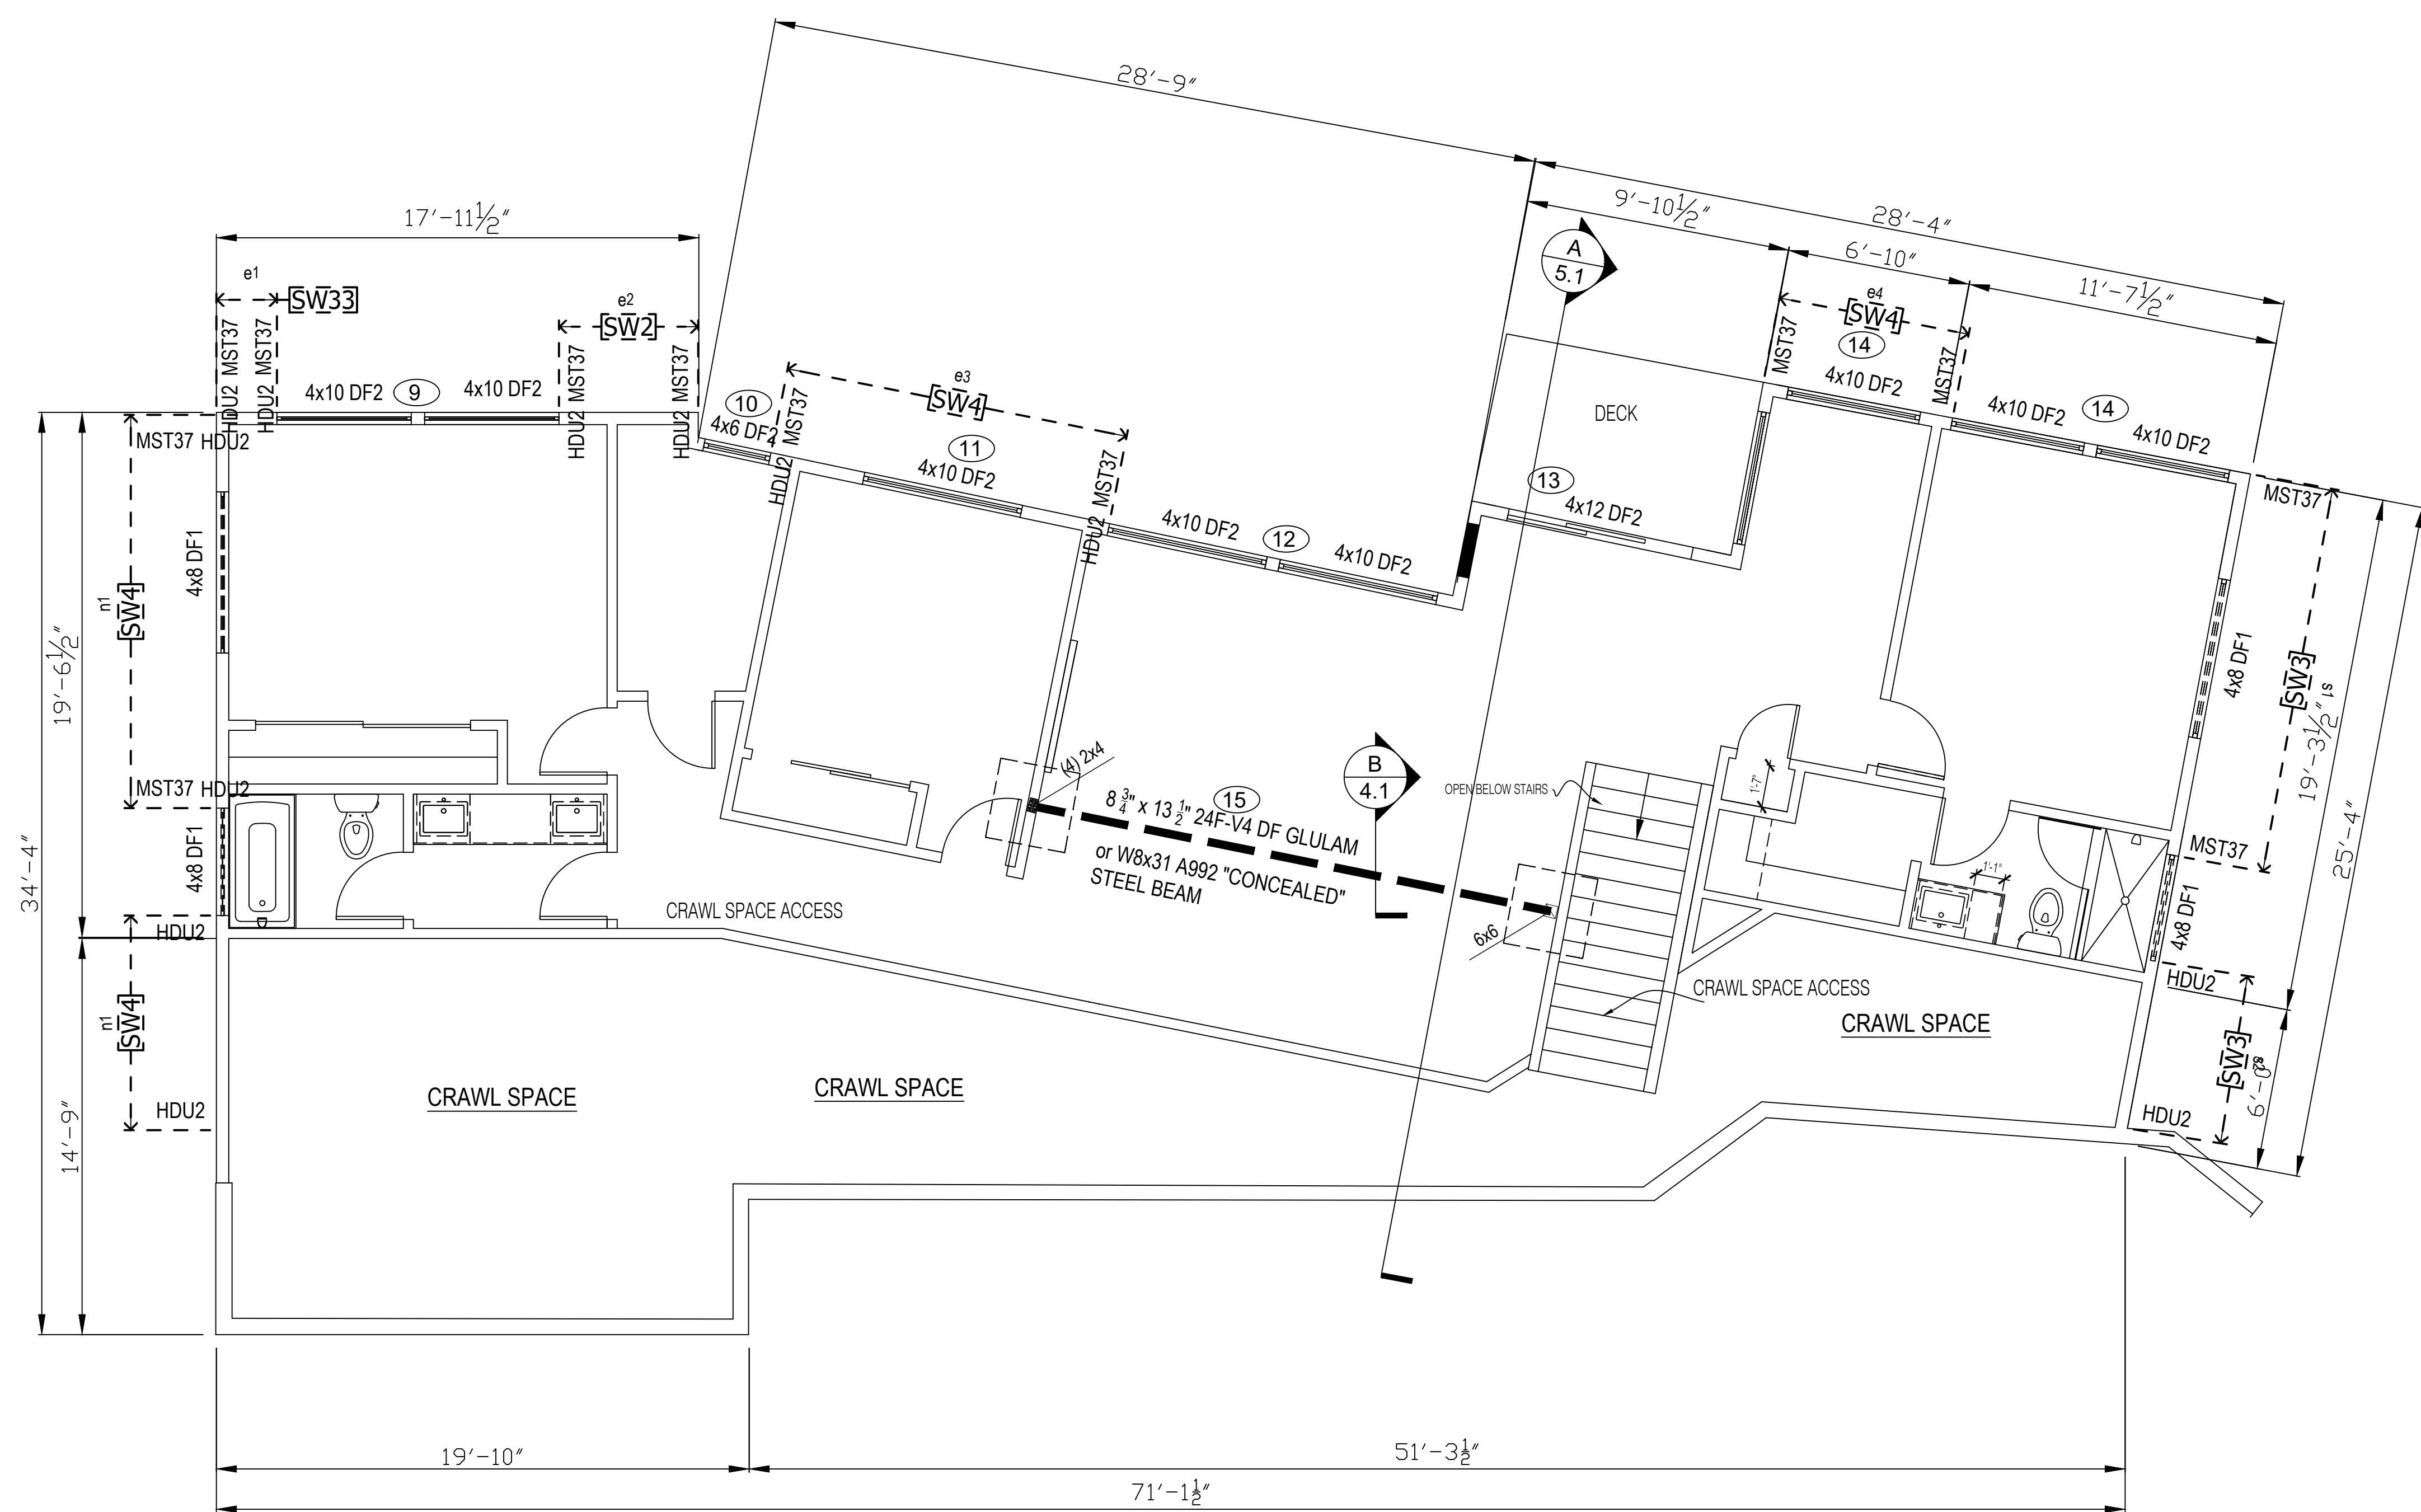 28'-9"
28'-4"
9'-10½"
6'-10"
11'-7½"
17'-11½"
A
5.1
e1
[SW33]
e2
[SW2]
e3
[SW4]
e4
[SW4]
HDU2 MST37
HDU2 MST37
HDU2 MST37
HDU2 MST37
HDU2 MST37
HDU2 MST37
MST37
MST37
4x10 DF2
9
4x10 DF2
10
4x6 DF2
11
4x10 DF2
4x10 DF2
12
4x10 DF2
DECK
13
4x12 DF2
14
4x10 DF2
4x10 DF2
14
4x10 DF2
MST37 HDU2
4x8 DF1
n1
[SW4]
19'-6½"
34'-4"
MST37 HDU2
4x8 DF1
HDU2
n1
[SW4]
HDU2
14'-9"
MST37
4x8 DF1
[SW3]
s1
19'-3½"
25'-4"
MST37
4x8 DF1
HDU2
[SW3]
s2
6'-0"
HDU2
(4) 2x4
15
8 ¾" x 13 ½" 24F-V4 DF GLULAM
or W8x31 A992 "CONCEALED"
STEEL BEAM
B
4.1
6x6
OPEN BELOW STAIRS
1'-7"
1'-1"
CRAWL SPACE ACCESS
CRAWL SPACE ACCESS
CRAWL SPACE
CRAWL SPACE
CRAWL SPACE
19'-10"
51'-3½"
71'-1½"